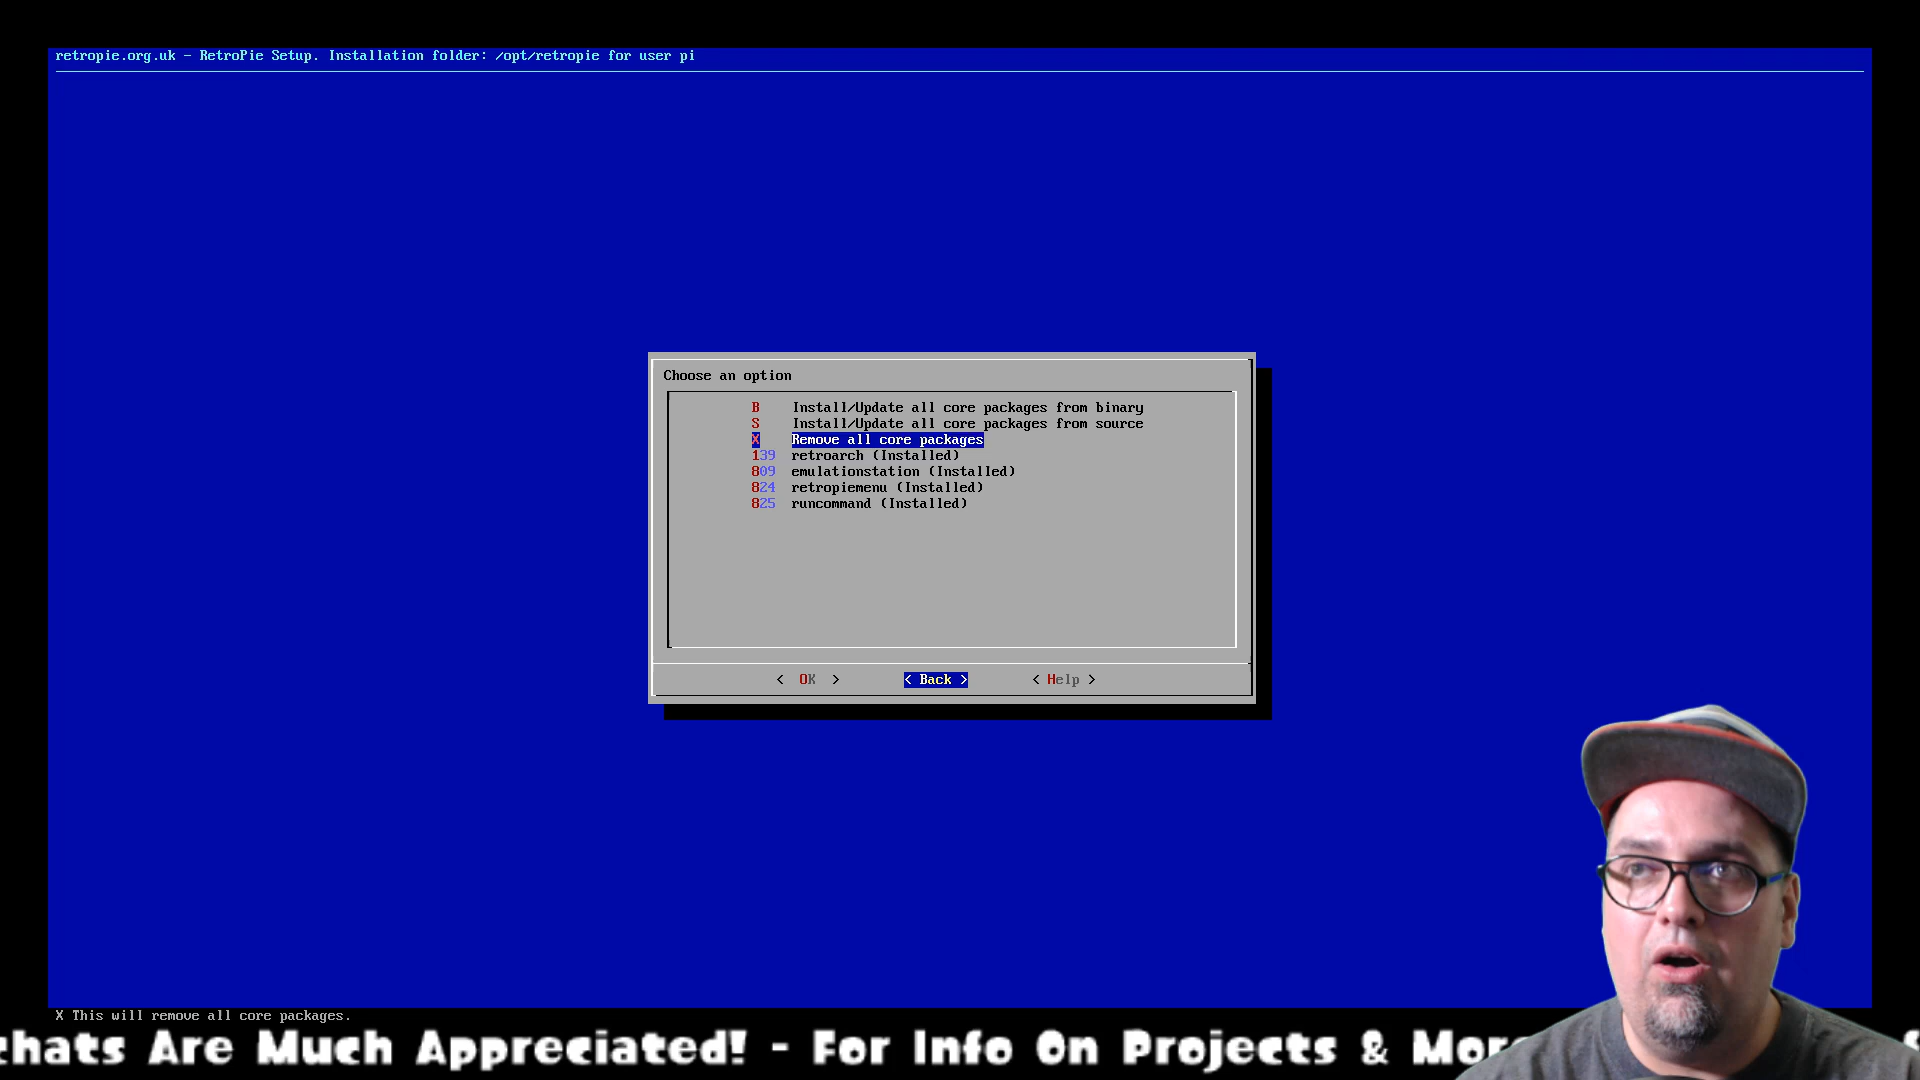 retropie.org.uk - RetroPie Setup. Installation folder: /opt/retropie for user pi
Choose an option
B Install/Update all core packages from binary
S Install/Update all core packages from source
X Remove all core packages
139 retroarch (Installed)
809 emulationstation (Installed)
824 retropiemenu (Installed)
825 runcommand (Installed)
< OK > < Back > < Help >
X This will remove all core packages.
chats Are Much Appreciated! - For Info On Projects & More